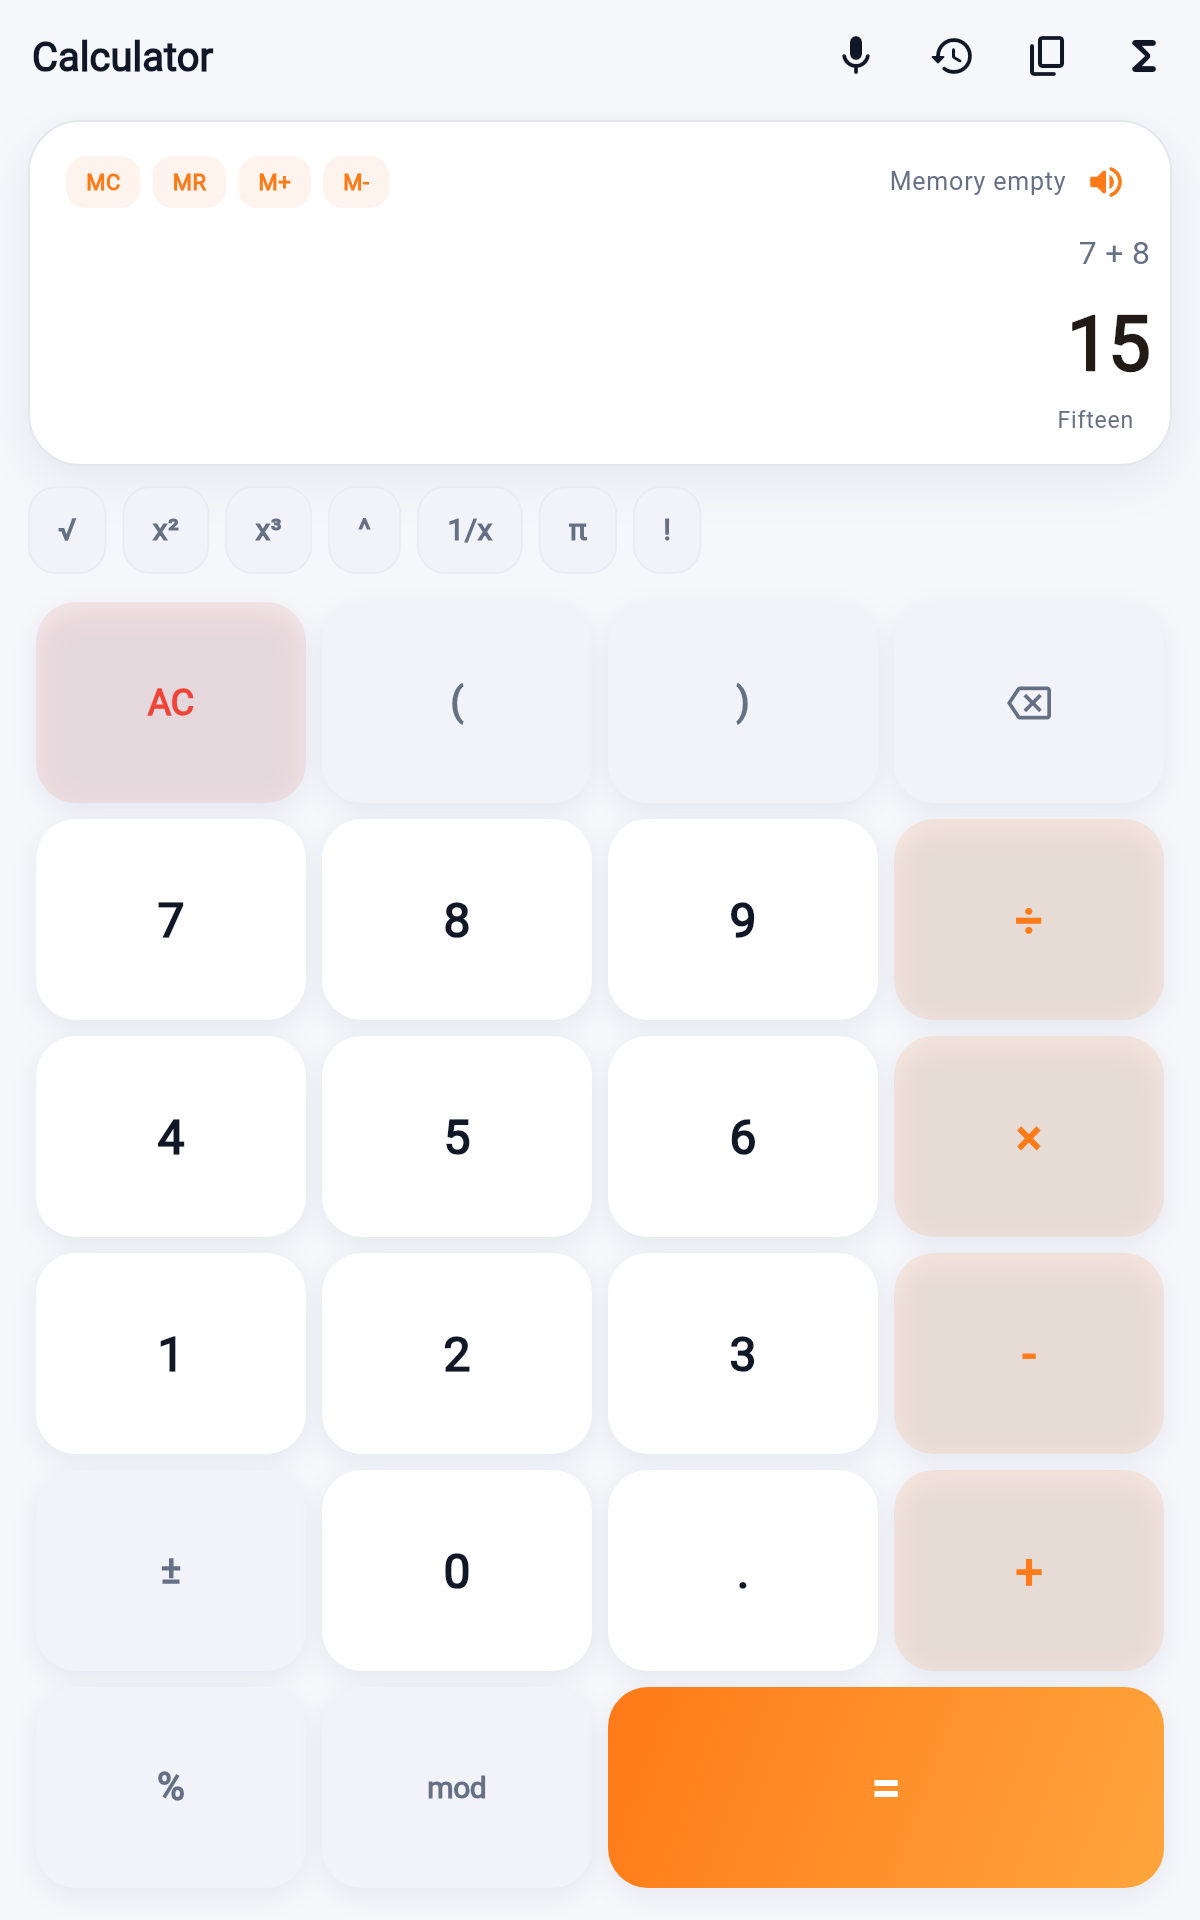 Calculator
MC MR M+ M- Memory empty
7 + 8
15
Fifteen
√ x² x³ ^ 1/x π !
AC ( )
7 8 9 ÷
4 5 6 ×
1 2 3 -
± 0 . +
% mod =